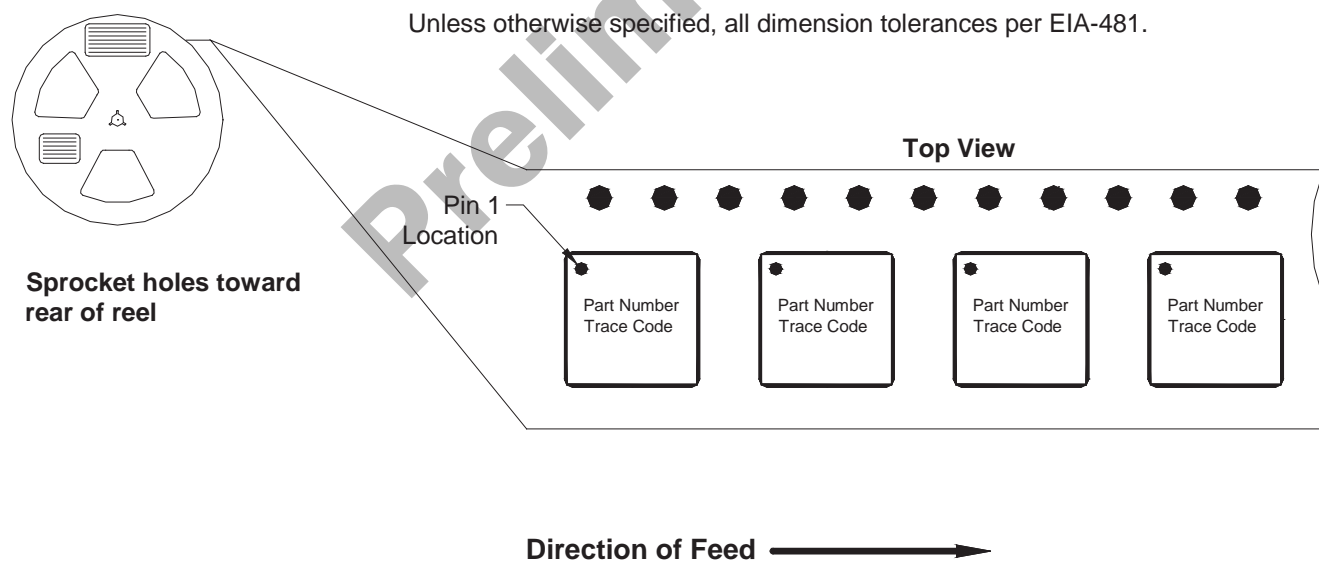 Unless otherwise specified, all dimension tolerances per EIA-481.
Prelim
Top View
Pin 1
Location
Sprocket holes toward
rear of reel
Part Number
Trace Code
Part Number
Trace Code
Part Number
Trace Code
Part Number
Trace Code
Direction of Feed